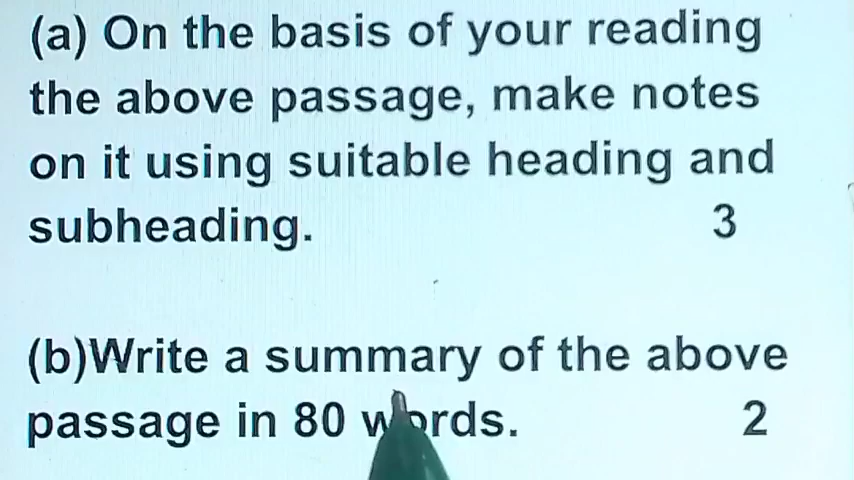 (a) On the basis of your reading
the above passage, make notes
on it using suitable heading and
subheading. 3
(b)Write a summary of the above
passage in 80 words. 2